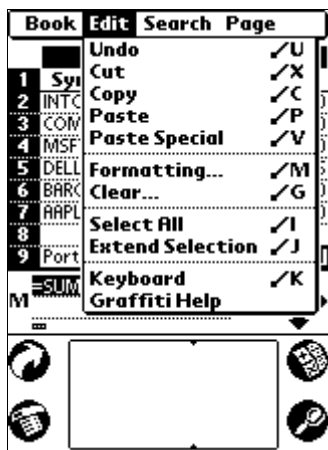 Book Edit Search Page
Undo ⁄U
Cut ⁄X
Copy ⁄C
Paste ⁄P
Paste Special ⁄V
Formatting... ⁄M
Clear... ⁄G
Select All ⁄I
Extend Selection ⁄J
Keyboard ⁄K
Graffiti Help
1 Sy
2 INTC
3 COM
4 MSF
5 DELL
6 BARC
7 AAPL
8
9 Port
M =SUM